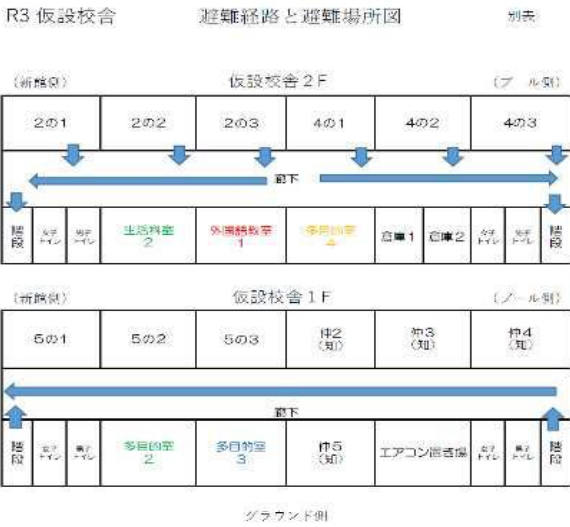 R3 仮設校舎 避難経路と避難場所図 別表
(新館側) 仮設校舎2F (プール側)
2の1 2の2 2の3 4の1 4の2 4の3
廊下
階段 女子トイレ 男子トイレ 生活科室2 外国語教室1 多目的室4 倉庫1 倉庫2 女子トイレ 男子トイレ 階段
(新館側) 仮設校舎1F (プール側)
5の1 5の2 5の3 仲2(知) 仲3(知) 仲4(知)
廊下
階段 女子トイレ 男子トイレ 多目的室2 多目的室3 仲5(知) エアコン置き場 女子トイレ 男子トイレ 階段
グラウンド側